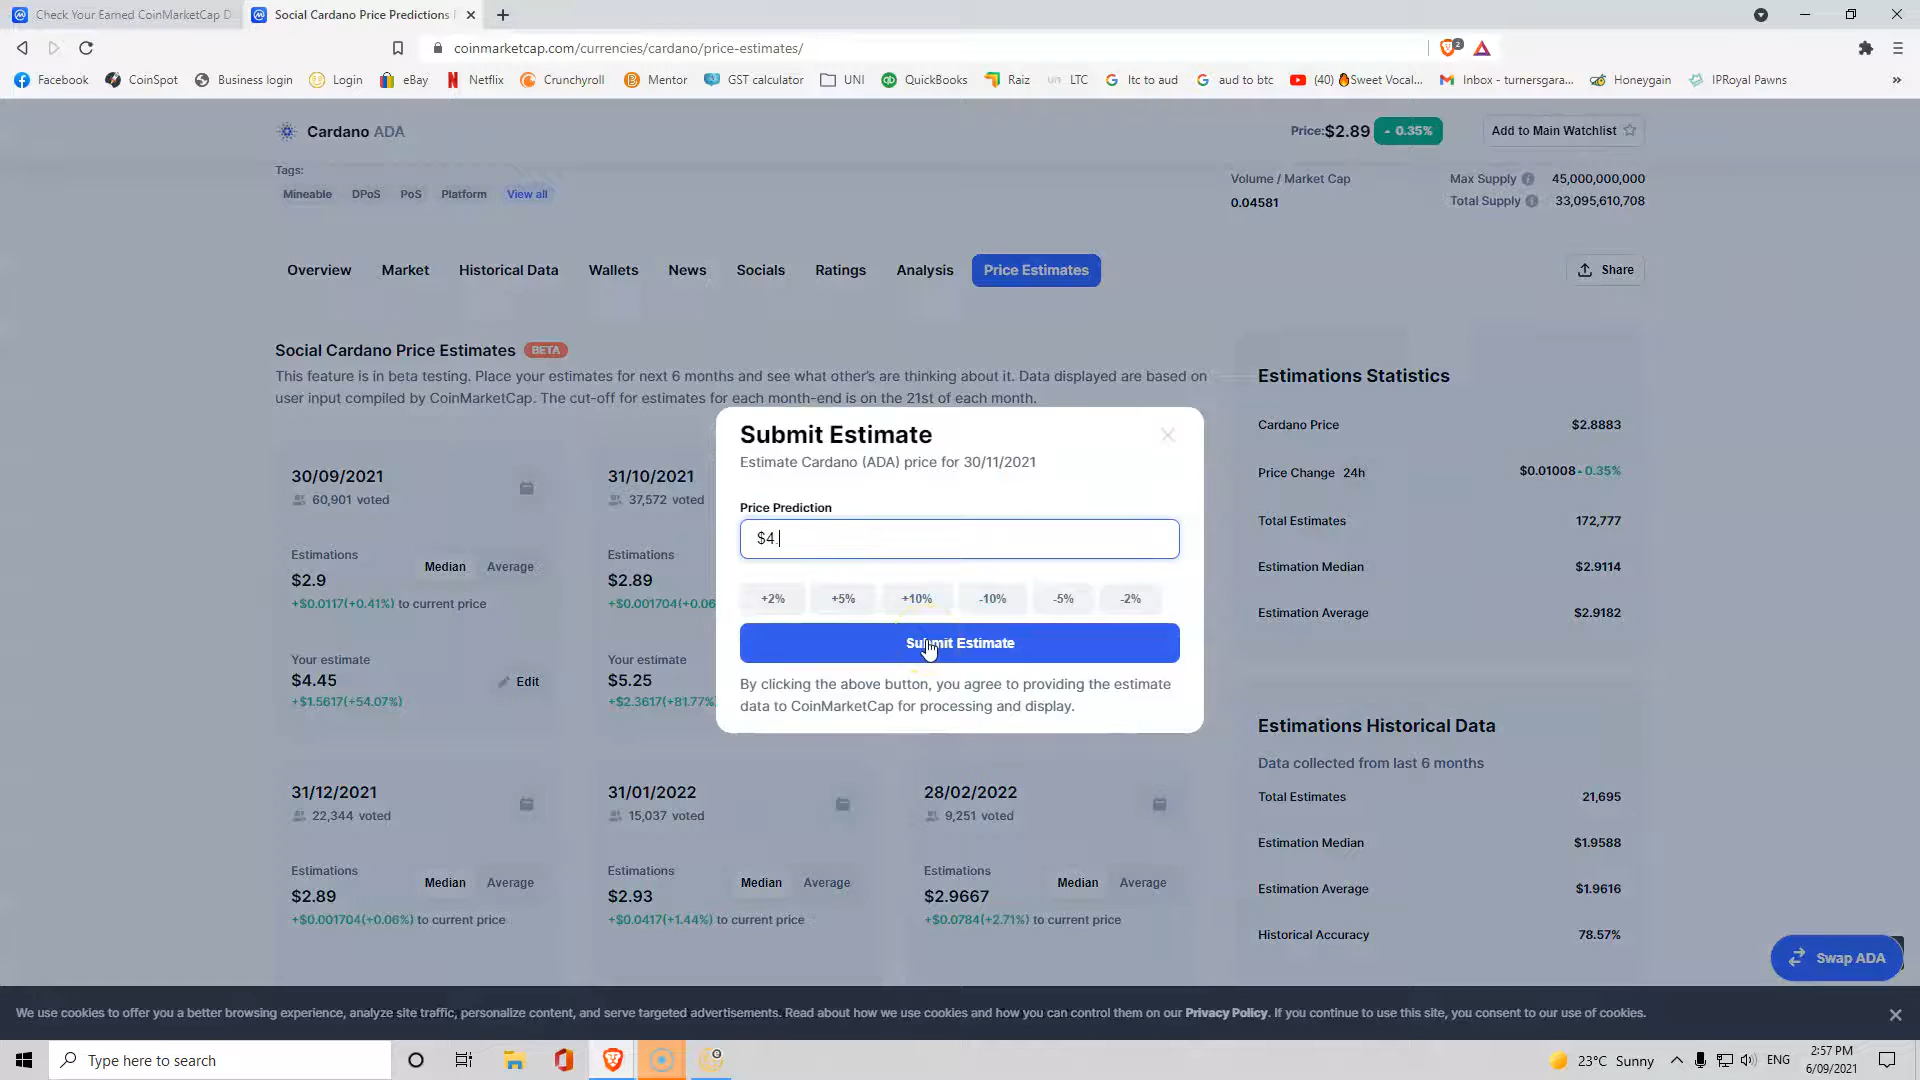 Check Your Earned CoinMarketCap D
Social Cardano Price Predictions
coinmarketcap.com/currencies/cardano/price-estimates/
2
Facebook
CoinSpot
Business login
Login
eBay
Netflix
Crunchyroll
Mentor
GST calculator
UNI
QuickBooks
Raiz
LTC
ltc to aud
aud to btc
(40) 🔥Sweet Vocal...
Inbox - turnersgara...
Honeygain
IPRoyal Pawns
»
Cardano ADA
Price:$2.89
0.35%
Add to Main Watchlist
Tags:
Mineable DPoS PoS Platform View all
Volume / Market Cap
0.04581
Max Supply 45,000,000,000
Total Supply 33,095,610,708
Overview Market Historical Data Wallets News Socials Ratings Analysis Price Estimates
Share
Social Cardano Price Estimates BETA
This feature is in beta testing. Place your estimates for next 6 months and see what other's are thinking about it. Data displayed are based on
user input compiled by CoinMarketCap. The cut-off for estimates for each month-end is on the 21st of each month.
30/09/2021
60,901 voted
Estimations
Median Average
$2.9
+$0.0117(+0.41%) to current price
Your estimate
$4.45
Edit
+$1.5617(+54.07%)
31/10/2021
37,572 voted
Estimations
$2.89
+$0.001704(+0.06
Your estimate
$5.25
+$2.3617(+81.77%
Submit Estimate
Estimate Cardano (ADA) price for 30/11/2021
Price Prediction
$4.
+2% +5% +10% -10% -5% -2%
Submit Estimate
By clicking the above button, you agree to providing the estimate
data to CoinMarketCap for processing and display.
31/12/2021
22,344 voted
Estimations
Median Average
$2.89
+$0.001704(+0.06%) to current price
31/01/2022
15,037 voted
Estimations
Median Average
$2.93
+$0.0417(+1.44%) to current price
28/02/2022
9,251 voted
Estimations
Median Average
$2.9667
+$0.0784(+2.71%) to current price
Estimations Statistics
Cardano Price $2.8883
Price Change 24h $0.01008 0.35%
Total Estimates 172,777
Estimation Median $2.9114
Estimation Average $2.9182
Estimations Historical Data
Data collected from last 6 months
Total Estimates 21,695
Estimation Median $1.9588
Estimation Average $1.9616
Historical Accuracy 78.57%
Swap ADA
We use cookies to offer you a better browsing experience, analyze site traffic, personalize content, and serve targeted advertisements. Read about how we use cookies and how you can control them on our Privacy Policy. If you continue to use this site, you consent to our use of cookies.
Type here to search
23°C Sunny
ENG
2:57 PM
6/09/2021